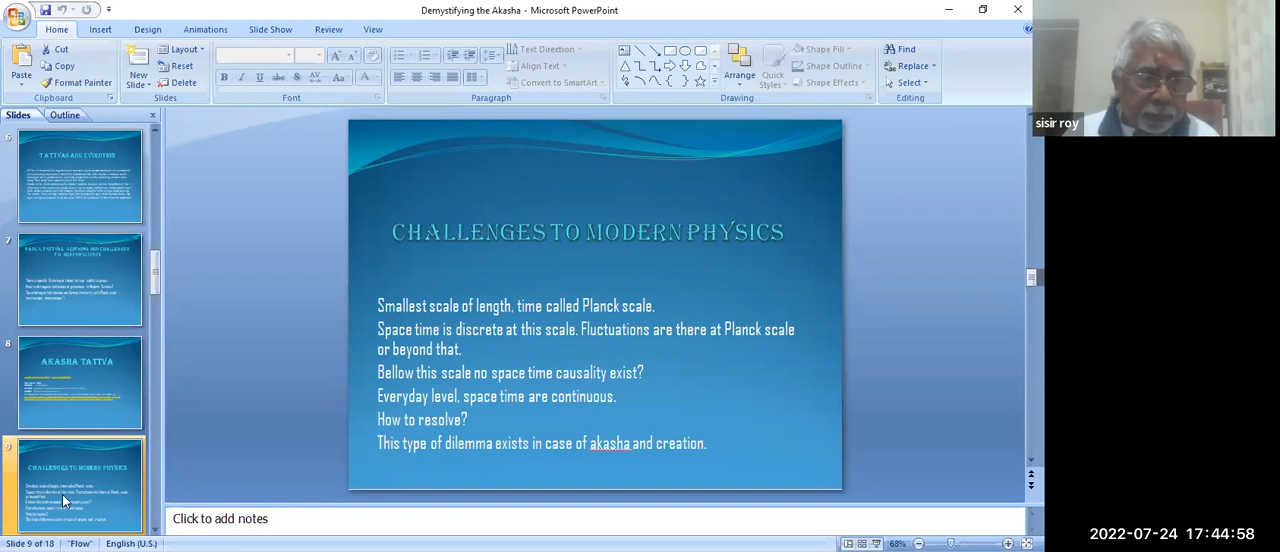 Demystifying the Akasha - Microsoft PowerPoint
Home Insert Design Animations Slide Show Review View
Paste
Cut
Copy
Format Painter
Clipboard
New
Slide
Layout
Reset
Delete
Slides
Font
Text Direction
Align Text
Convert to SmartArt
Paragraph
Arrange
Quick
Styles
Shape Fill
Shape Outline
Shape Effects
Drawing
Find
Replace
Select
Editing
sisir roy
Slides Outline
6
TATTVAS AND EVOLUTION
7
8
AKASHA TATTVA
9
CHALLENGES TO MODERN PHYSICS
CHALLENGES TO MODERN PHYSICS
Smallest scale of length, time called Planck scale.
Space time is discrete at this scale. Fluctuations are there at Planck scale
or beyond that.
Bellow this scale no space time causality exist?
Everyday level, space time are continuous.
How to resolve?
This type of dilemma exists in case of akasha and creation.
Click to add notes
Slide 9 of 18 "Flow" English (U.S.) 68%
2022-07-24 17:44:58